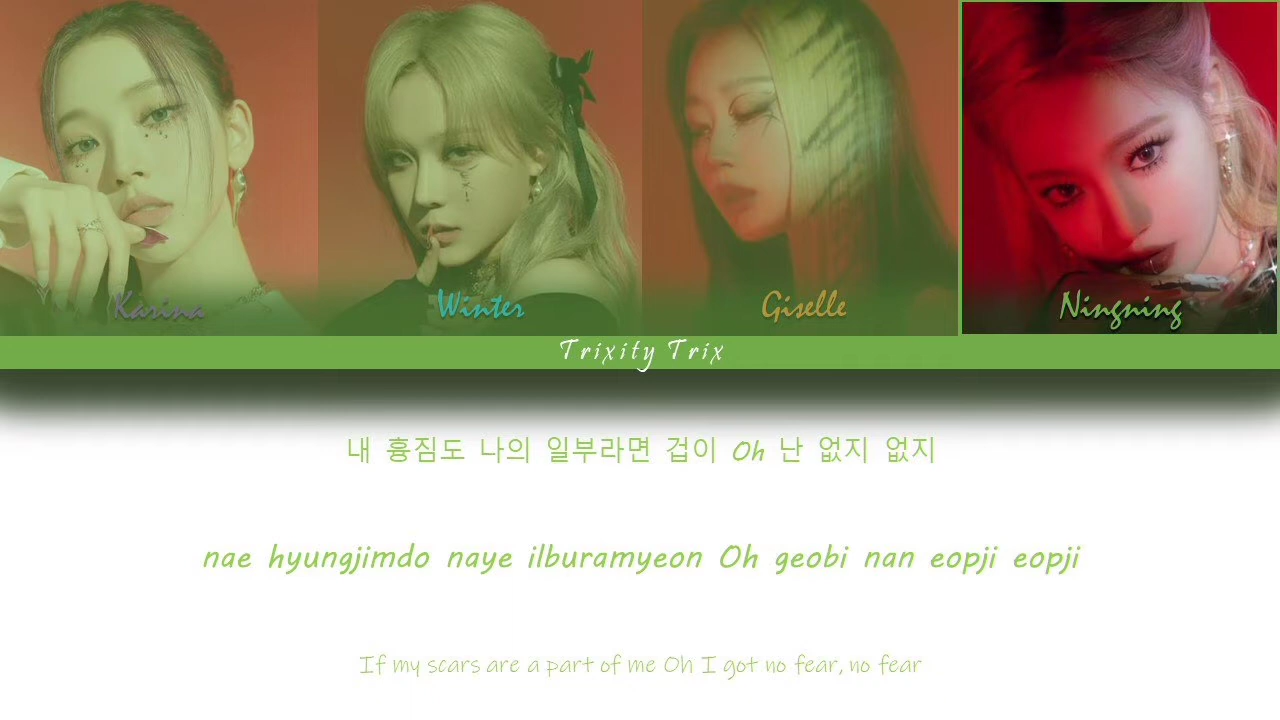 Karina Winter Giselle Ningning
Trixity Trix
내 흉짐도 나의 일부라면 겁이 Oh 난 없지 없지
nae hyungjimdo naye ilburamyeon Oh geobi nan eopji eopji
If my scars are a part of me Oh I got no fear, no fear